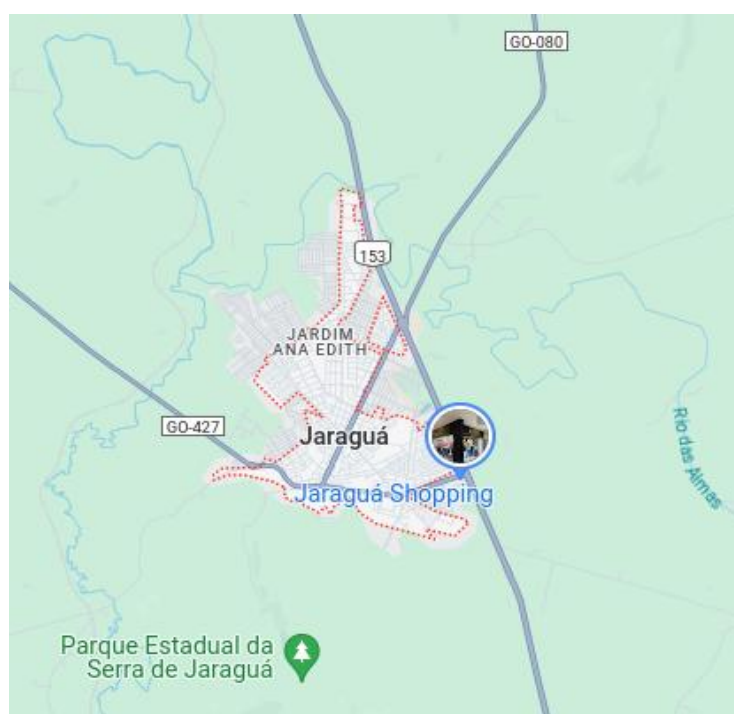 GO-080
153
JARDIM
ANA EDITH
GO-427
Jaraguá
Rio das Almas
Jaraguá Shopping
Parque Estadual da
Serra de Jaraguá